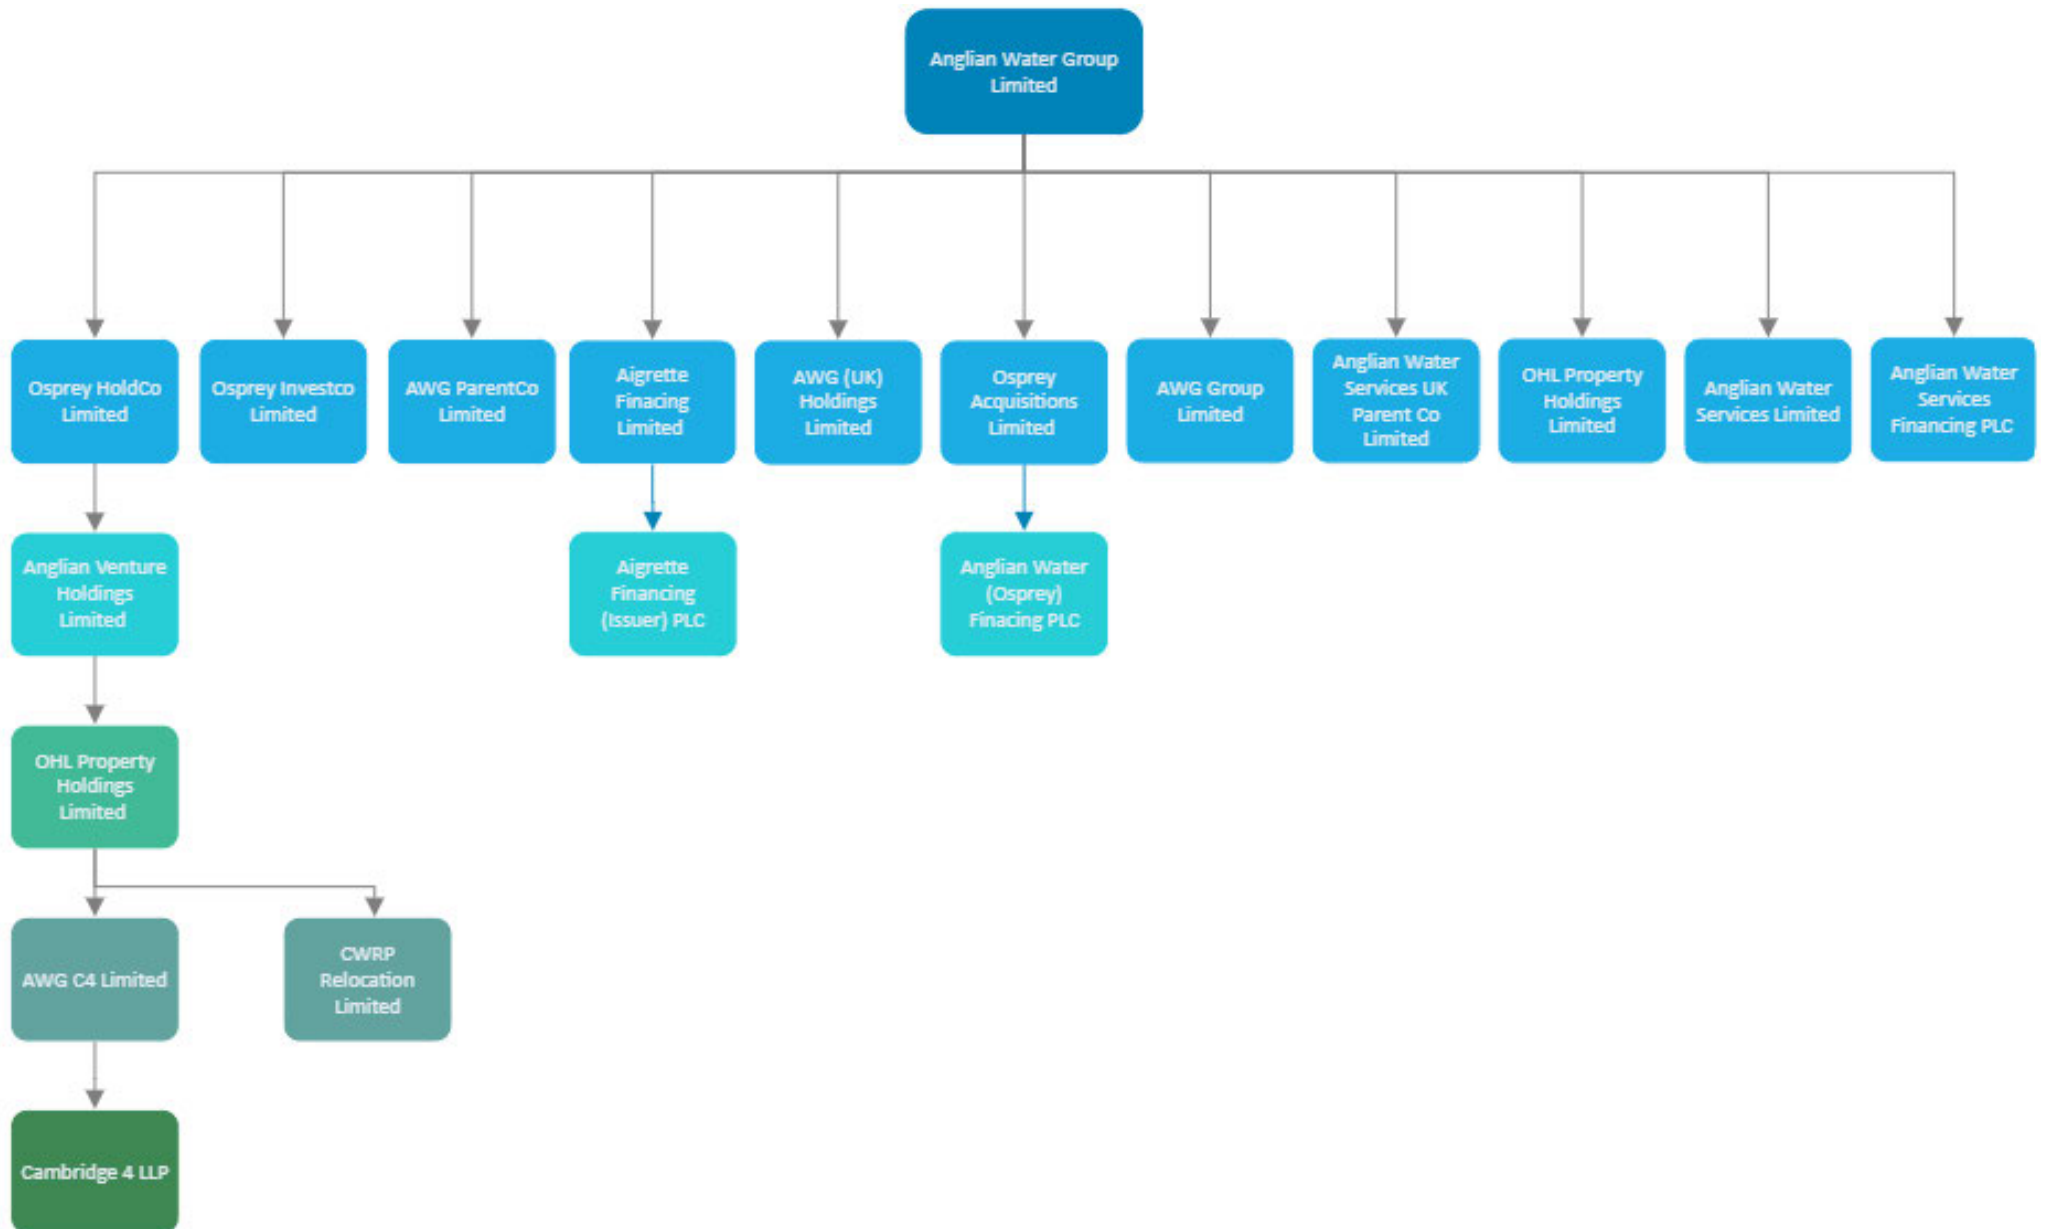 Anglian Water Group
Limited
Osprey HoldCo
Limited
Osprey Investco
Limited
AWG ParentCo
Limited
Aigrette
Finacing
Limited
AWG (UK)
Holdings
Limited
Osprey
Acquisitions
Limited
AWG Group
Limited
Anglian Water
Services UK
Parent Co
Limited
OHL Property
Holdings
Limited
Anglian Water
Services Limited
Anglian Water
Services
Financing PLC
Anglian Venture
Holdings
Limited
Aigrette
Financing
(Issuer) PLC
Anglian Water
(Osprey)
Finacing PLC
OHL Property
Holdings
Limited
AWG C4 Limited
CWRP
Relocation
Limited
Cambridge 4 LLP